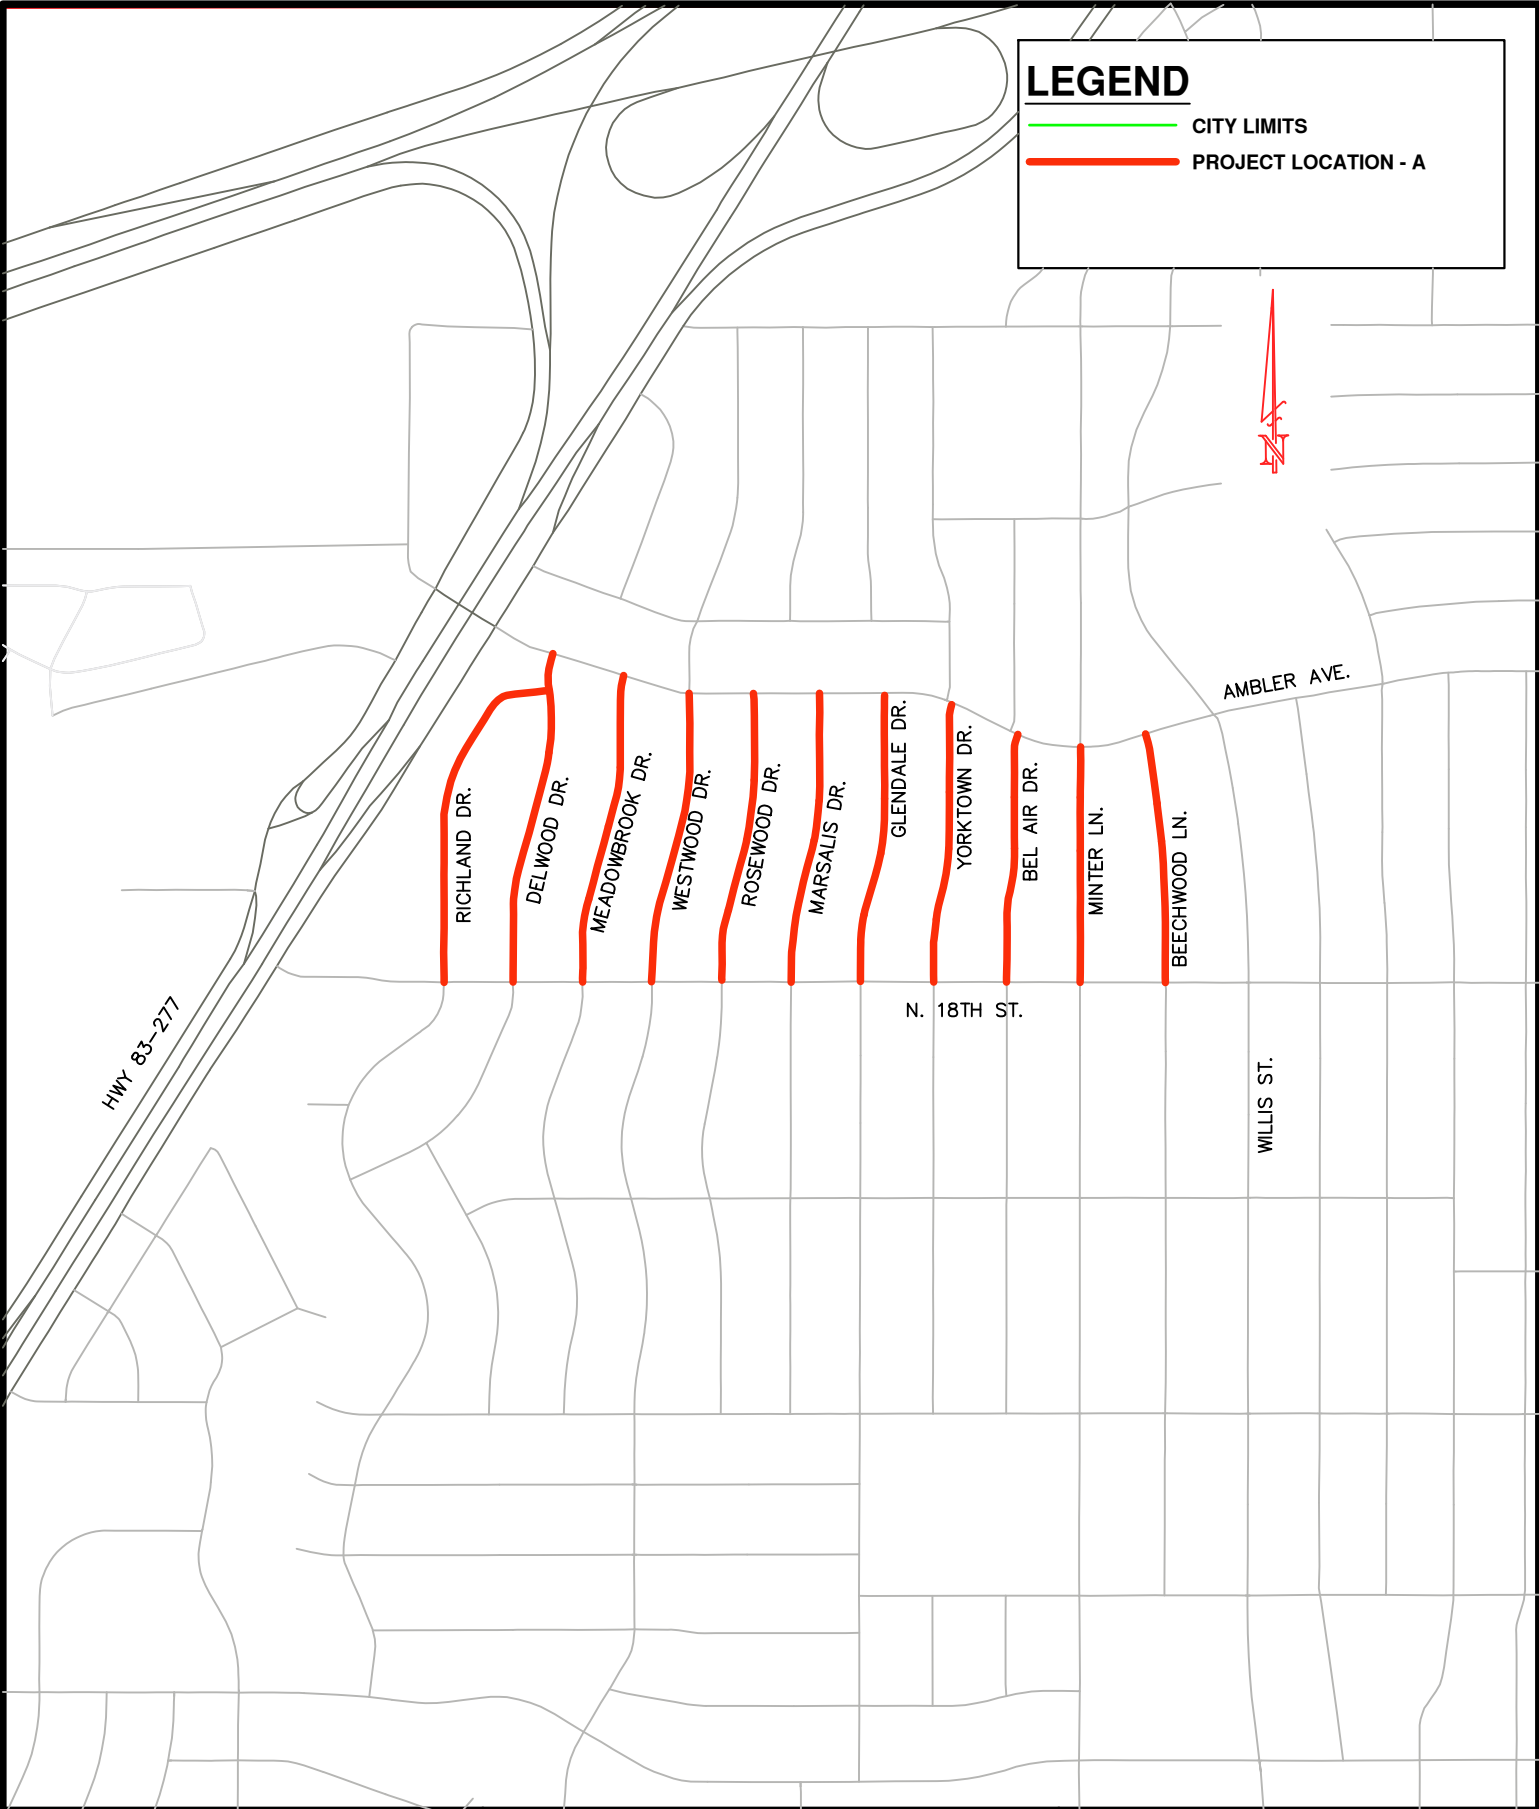 LEGEND
CITY LIMITS
PROJECT LOCATION - A
N
AMBLER AVE.
RICHLAND DR.
DELWOOD DR.
MEADOWBROOK DR.
WESTWOOD DR.
ROSEWOOD DR.
MARSALIS DR.
GLENDALE DR.
YORKTOWN DR.
BEL AIR DR.
MINTER LN.
BEECHWOOD LN.
N. 18TH ST.
HWY 83-277
WILLIS ST.